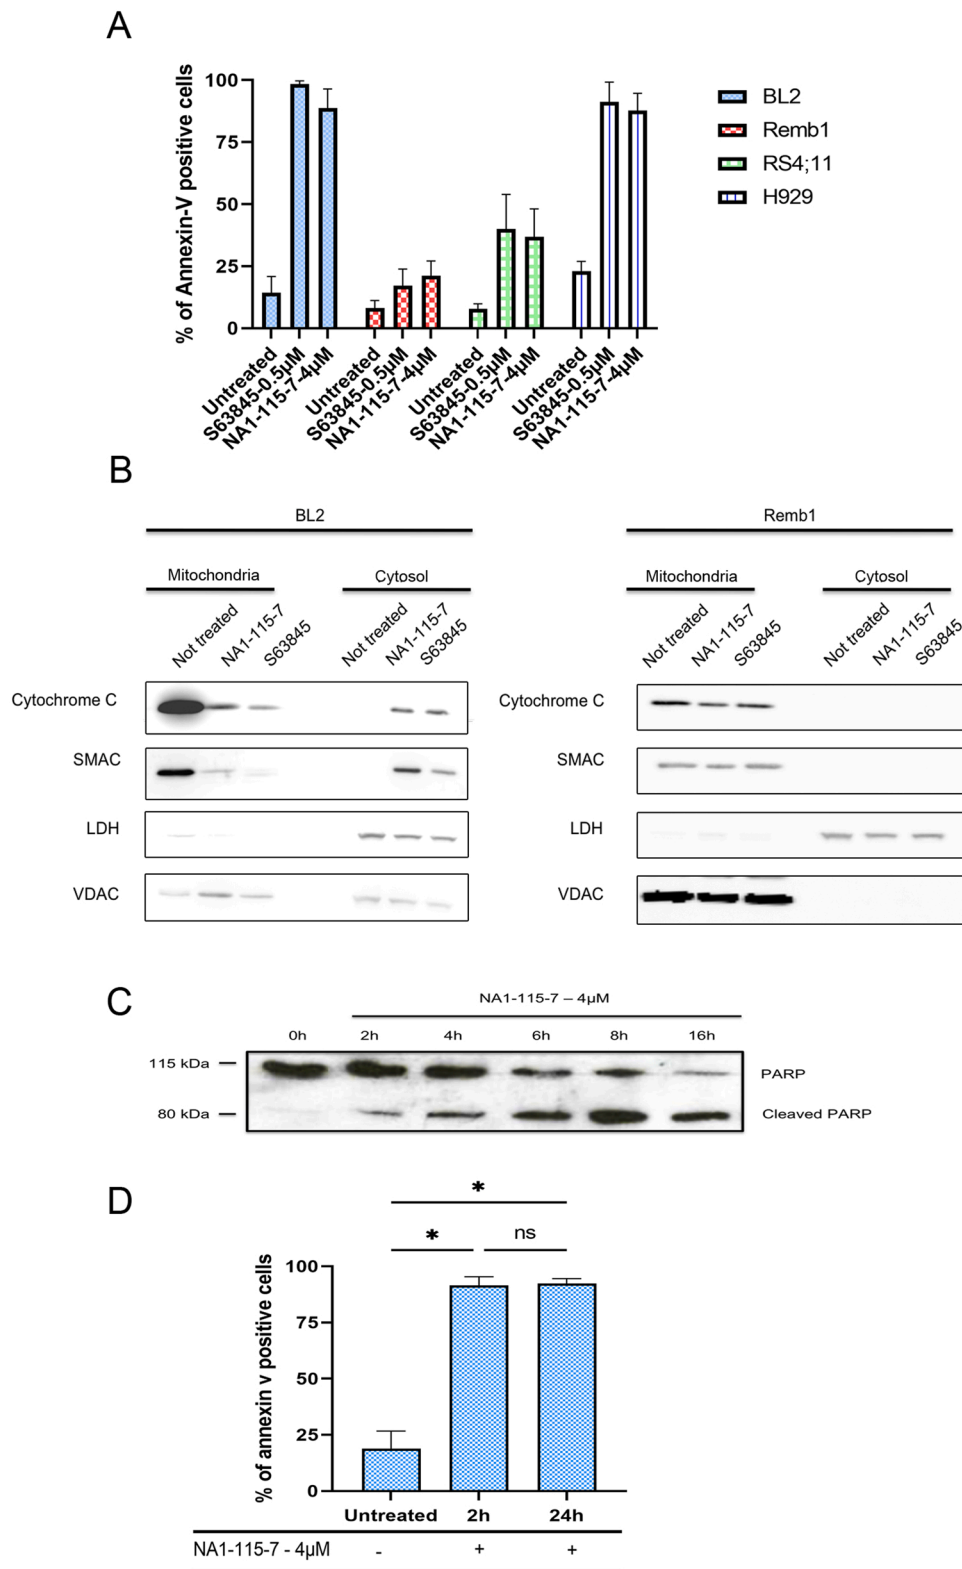 A
% of Annexin-V positive cells
100
75
50
25
0
Untreated
S63845-0.5µM
NA1-115-7-4µM
Untreated
S63845-0.5µM
NA1-115-7-4µM
Untreated
S63845-0.5µM
NA1-115-7-4µM
Untreated
S63845-0.5µM
NA1-115-7-4µM
BL2
Remb1
RS4;11
H929
B
BL2
Mitochondria Cytosol
Not treated NA1-115-7 S63845 Not treated NA1-115-7 S63845
Cytochrome C
SMAC
LDH
VDAC
Remb1
Mitochondria Cytosol
Not treated NA1-115-7 S63845 Not treated NA1-115-7 S63845
Cytochrome C
SMAC
LDH
VDAC
C
NA1-115-7 – 4µM
0h 2h 4h 6h 8h 16h
115 kDa PARP
80 kDa Cleaved PARP
D
*
* ns
% of annexin v positive cells
100
75
50
25
0
Untreated 2h 24h
NA1-115-7 - 4µM - + +